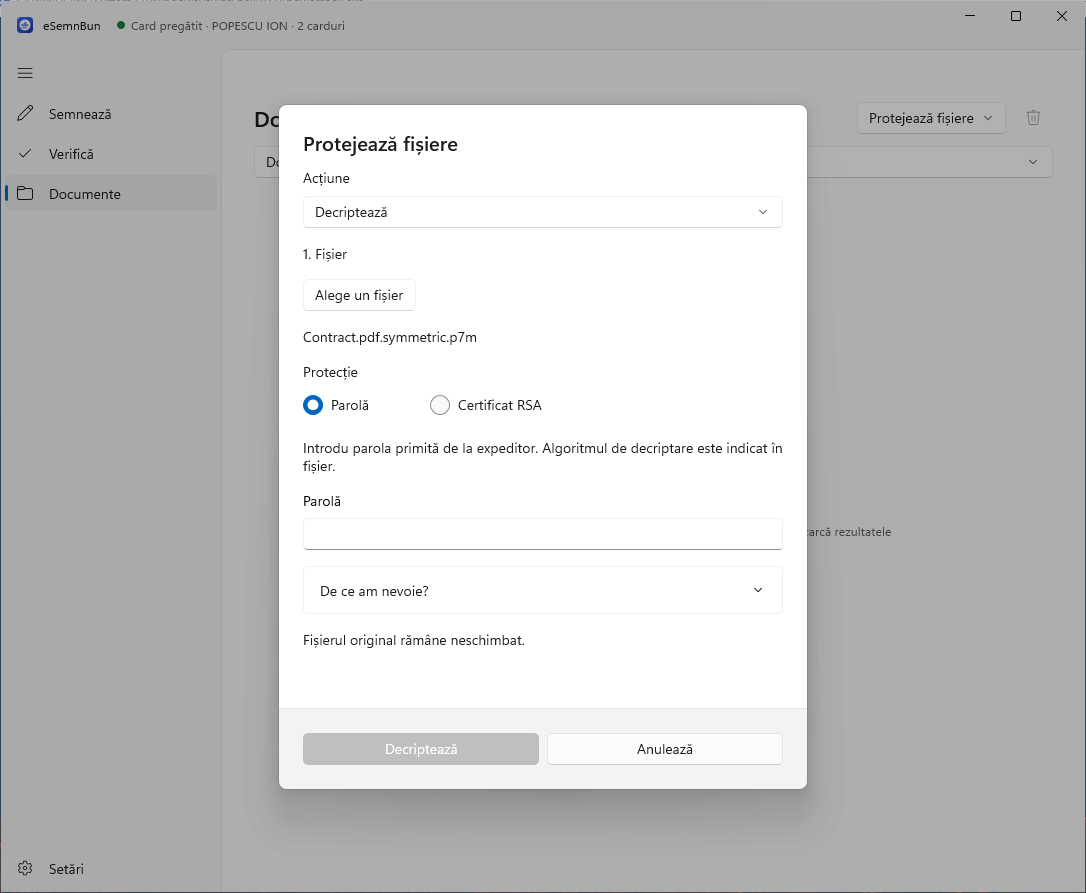 eSemnBun
Card pregătit · POPESCU ION · 2 carduri
Semnează
Verifică
Documente
Protejează fișiere
Protejează fișiere
Acțiune
Decriptează
1. Fișier
Alege un fișier
Contract.pdf.symmetric.p7m
Protecție
Parolă
Certificat RSA
Introdu parola primită de la expeditor. Algoritmul de decriptare este indicat în
fișier.
Parolă
rezultatele
De ce am nevoie?
Fișierul original rămâne neschimbat.
Decriptează
Anulează
Setări